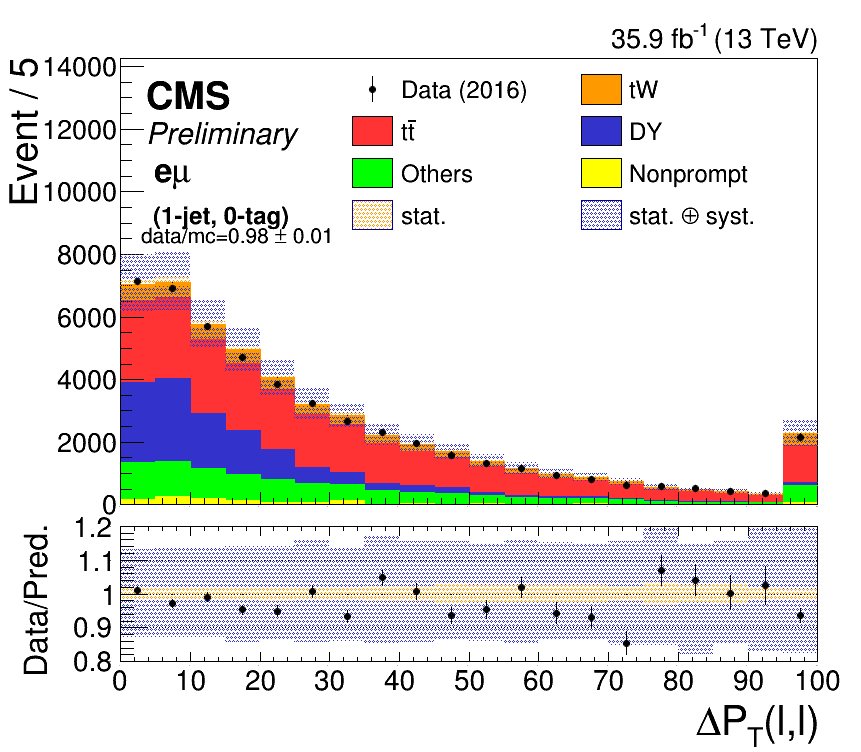 35.9 fb⁻¹ (13 TeV)
Event / 5
14000
12000
10000
8000
6000
4000
2000
0
CMS
Preliminary
eμ
(1-jet, 0-tag)
data/mc=0.98 ± 0.01
Data (2016)
tW
tt̄
DY
Others
Nonprompt
stat.
stat. ⊕ syst.
Data/Pred.
1.2
1.1
1
0.9
0.8
0 10 20 30 40 50 60 70 80 90 100
ΔP_T(l,l)